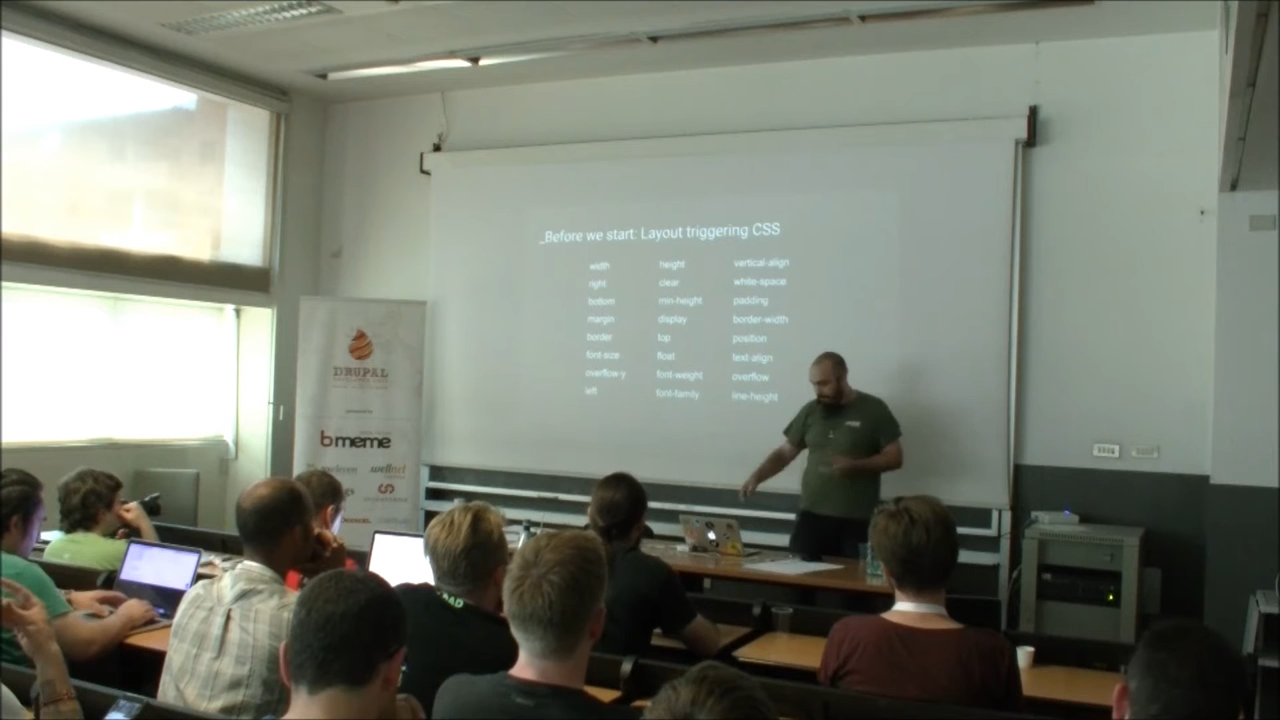 _Before we start: Layout triggering CSS
width height vertical-align
right clear white-space
bottom min-height padding
margin display border-width
border top position
font-size float text-align
overflow-y font-weight overflow
left font-family line-height
DRUPAL
bmeme
wellnet